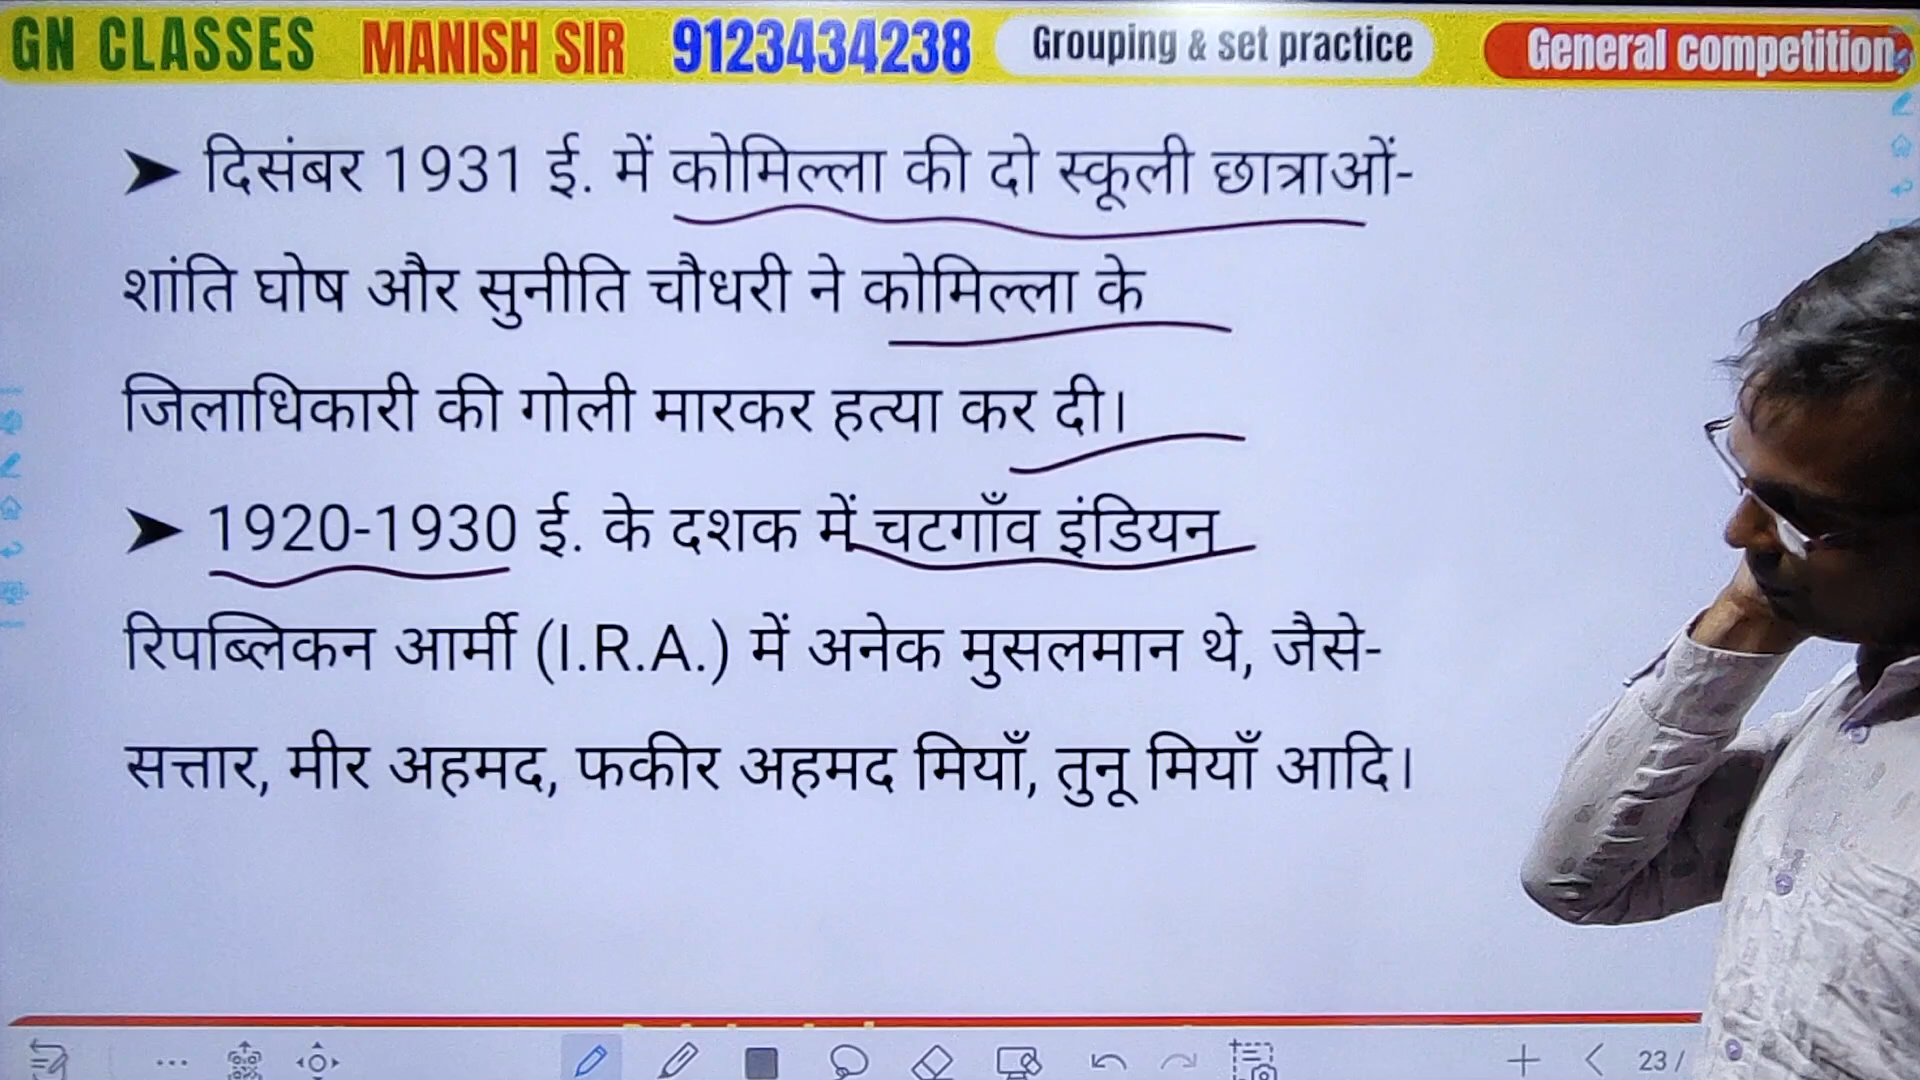 GN CLASSES MANISH SIR 9123434238 Grouping & set practice General competition
➤ दिसंबर 1931 ई. में कोमिल्ला की दो स्कूली छात्राओं-
शांति घोष और सुनीति चौधरी ने कोमिल्ला के
जिलाधिकारी की गोली मारकर हत्या कर दी।
➤ 1920-1930 ई. के दशक में चटगाँव इंडियन
रिपब्लिकन आर्मी (I.R.A.) में अनेक मुसलमान थे, जैसे-
सत्तार, मीर अहमद, फकीर अहमद मियाँ, तुनू मियाँ आदि।
23 /